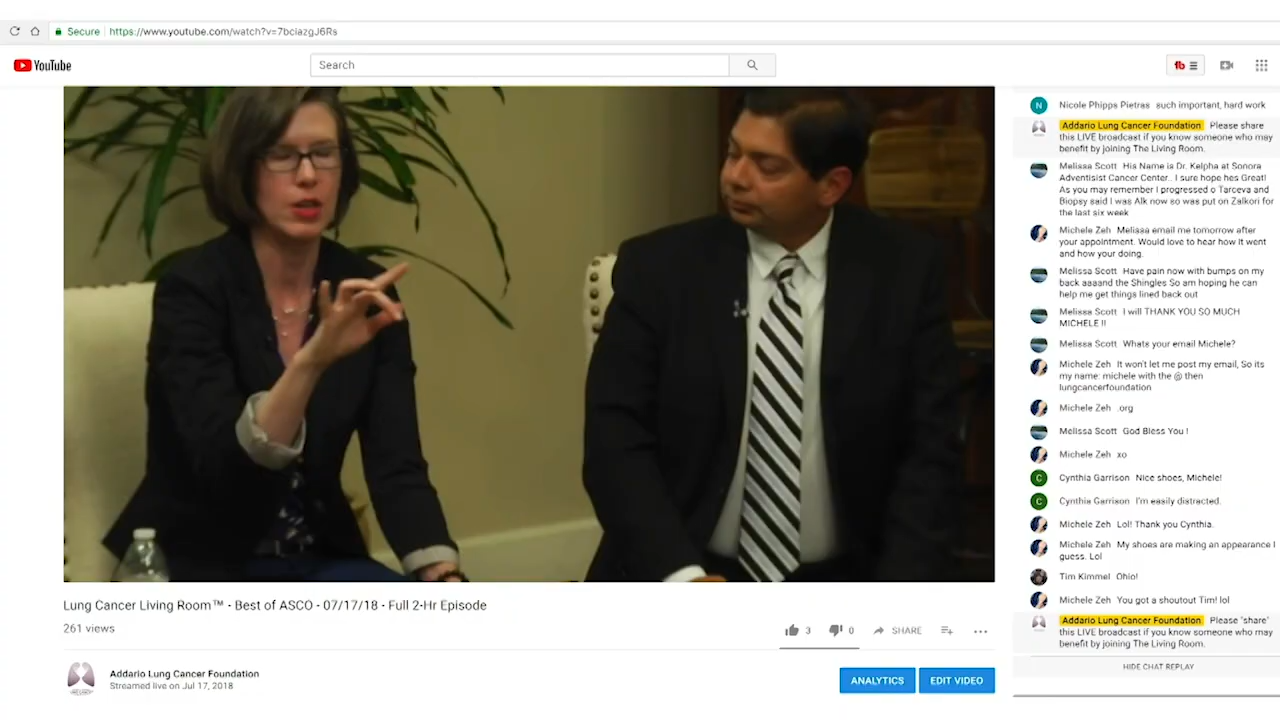 Secure https://www.youtube.com/watch?v=7bciazgJ6Rs
YouTube
Search
Nicole Phipps Pietras such important, hard work
Addario Lung Cancer Foundation Please share
this LIVE broadcast if you know someone who may
benefit by joining The Living Room.
Melissa Scott His Name is Dr. Kelpha at Sonora
Adventist Cancer Center.. I sure hope hes Great!
As you may remember I progressed o Tarceva and
Biopsy said I was Alk now so was put on Zalkori for
the last six week
Michele Zeh Melissa email me tomorrow after
your appointment. Would love to hear how it went
and how your doing.
Melissa Scott Have pain now with bumps on my
back aaaand the Shingles So am hoping he can
help me get things lined back out
Melissa Scott I will THANK YOU SO MUCH
MICHELE !!
Melissa Scott Whats your email Michele?
Michele Zeh It won't let me post my email, So its
my name: michele with the @ then
lungcancerfoundation
Michele Zeh .org
Melissa Scott God Bless You !
Michele Zeh xo
Cynthia Garrison Nice shoes, Michele!
Cynthia Garrison I'm easily distracted.
Michele Zeh Lol! Thank you Cynthia.
Michele Zeh My shoes are making an appearance I
guess. Lol
Tim Kimmel Ohio!
Michele Zeh You got a shoutout Tim! lol
Addario Lung Cancer Foundation Please "share"
this LIVE broadcast if you know someone who may
benefit by joining The Living Room.
HIDE CHAT REPLAY
Lung Cancer Living Room™ - Best of ASCO - 07/17/18 - Full 2-Hr Episode
261 views
3 0 SHARE
Addario Lung Cancer Foundation
Streamed live on Jul 17, 2018
ANALYTICS EDIT VIDEO